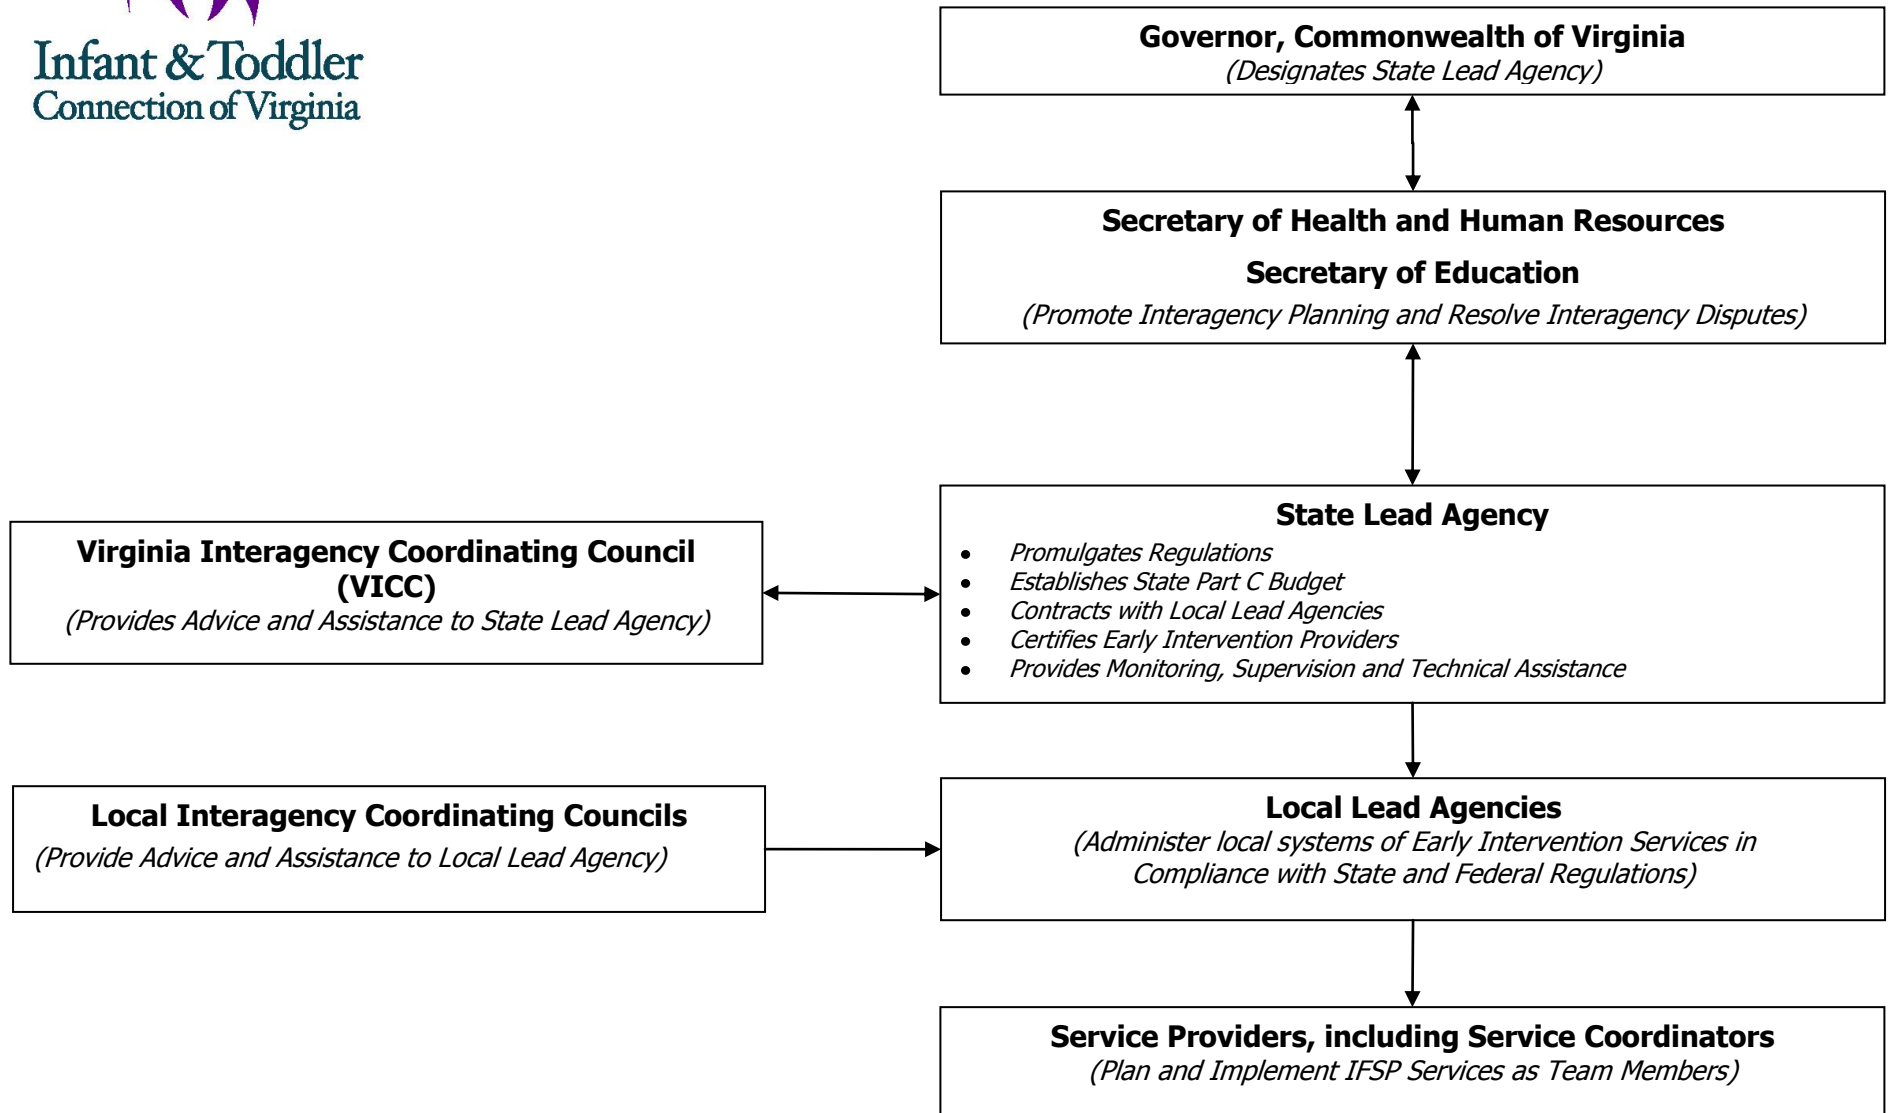 Infant & Toddler
Connection of Virginia
Governor, Commonwealth of Virginia
(Designates State Lead Agency)
Secretary of Health and Human Resources
Secretary of Education
(Promote Interagency Planning and Resolve Interagency Disputes)
Virginia Interagency Coordinating Council
(VICC)
(Provides Advice and Assistance to State Lead Agency)
State Lead Agency
• Promulgates Regulations
• Establishes State Part C Budget
• Contracts with Local Lead Agencies
• Certifies Early Intervention Providers
• Provides Monitoring, Supervision and Technical Assistance
Local Interagency Coordinating Councils
(Provide Advice and Assistance to Local Lead Agency)
Local Lead Agencies
(Administer local systems of Early Intervention Services in
Compliance with State and Federal Regulations)
Service Providers, including Service Coordinators
(Plan and Implement IFSP Services as Team Members)